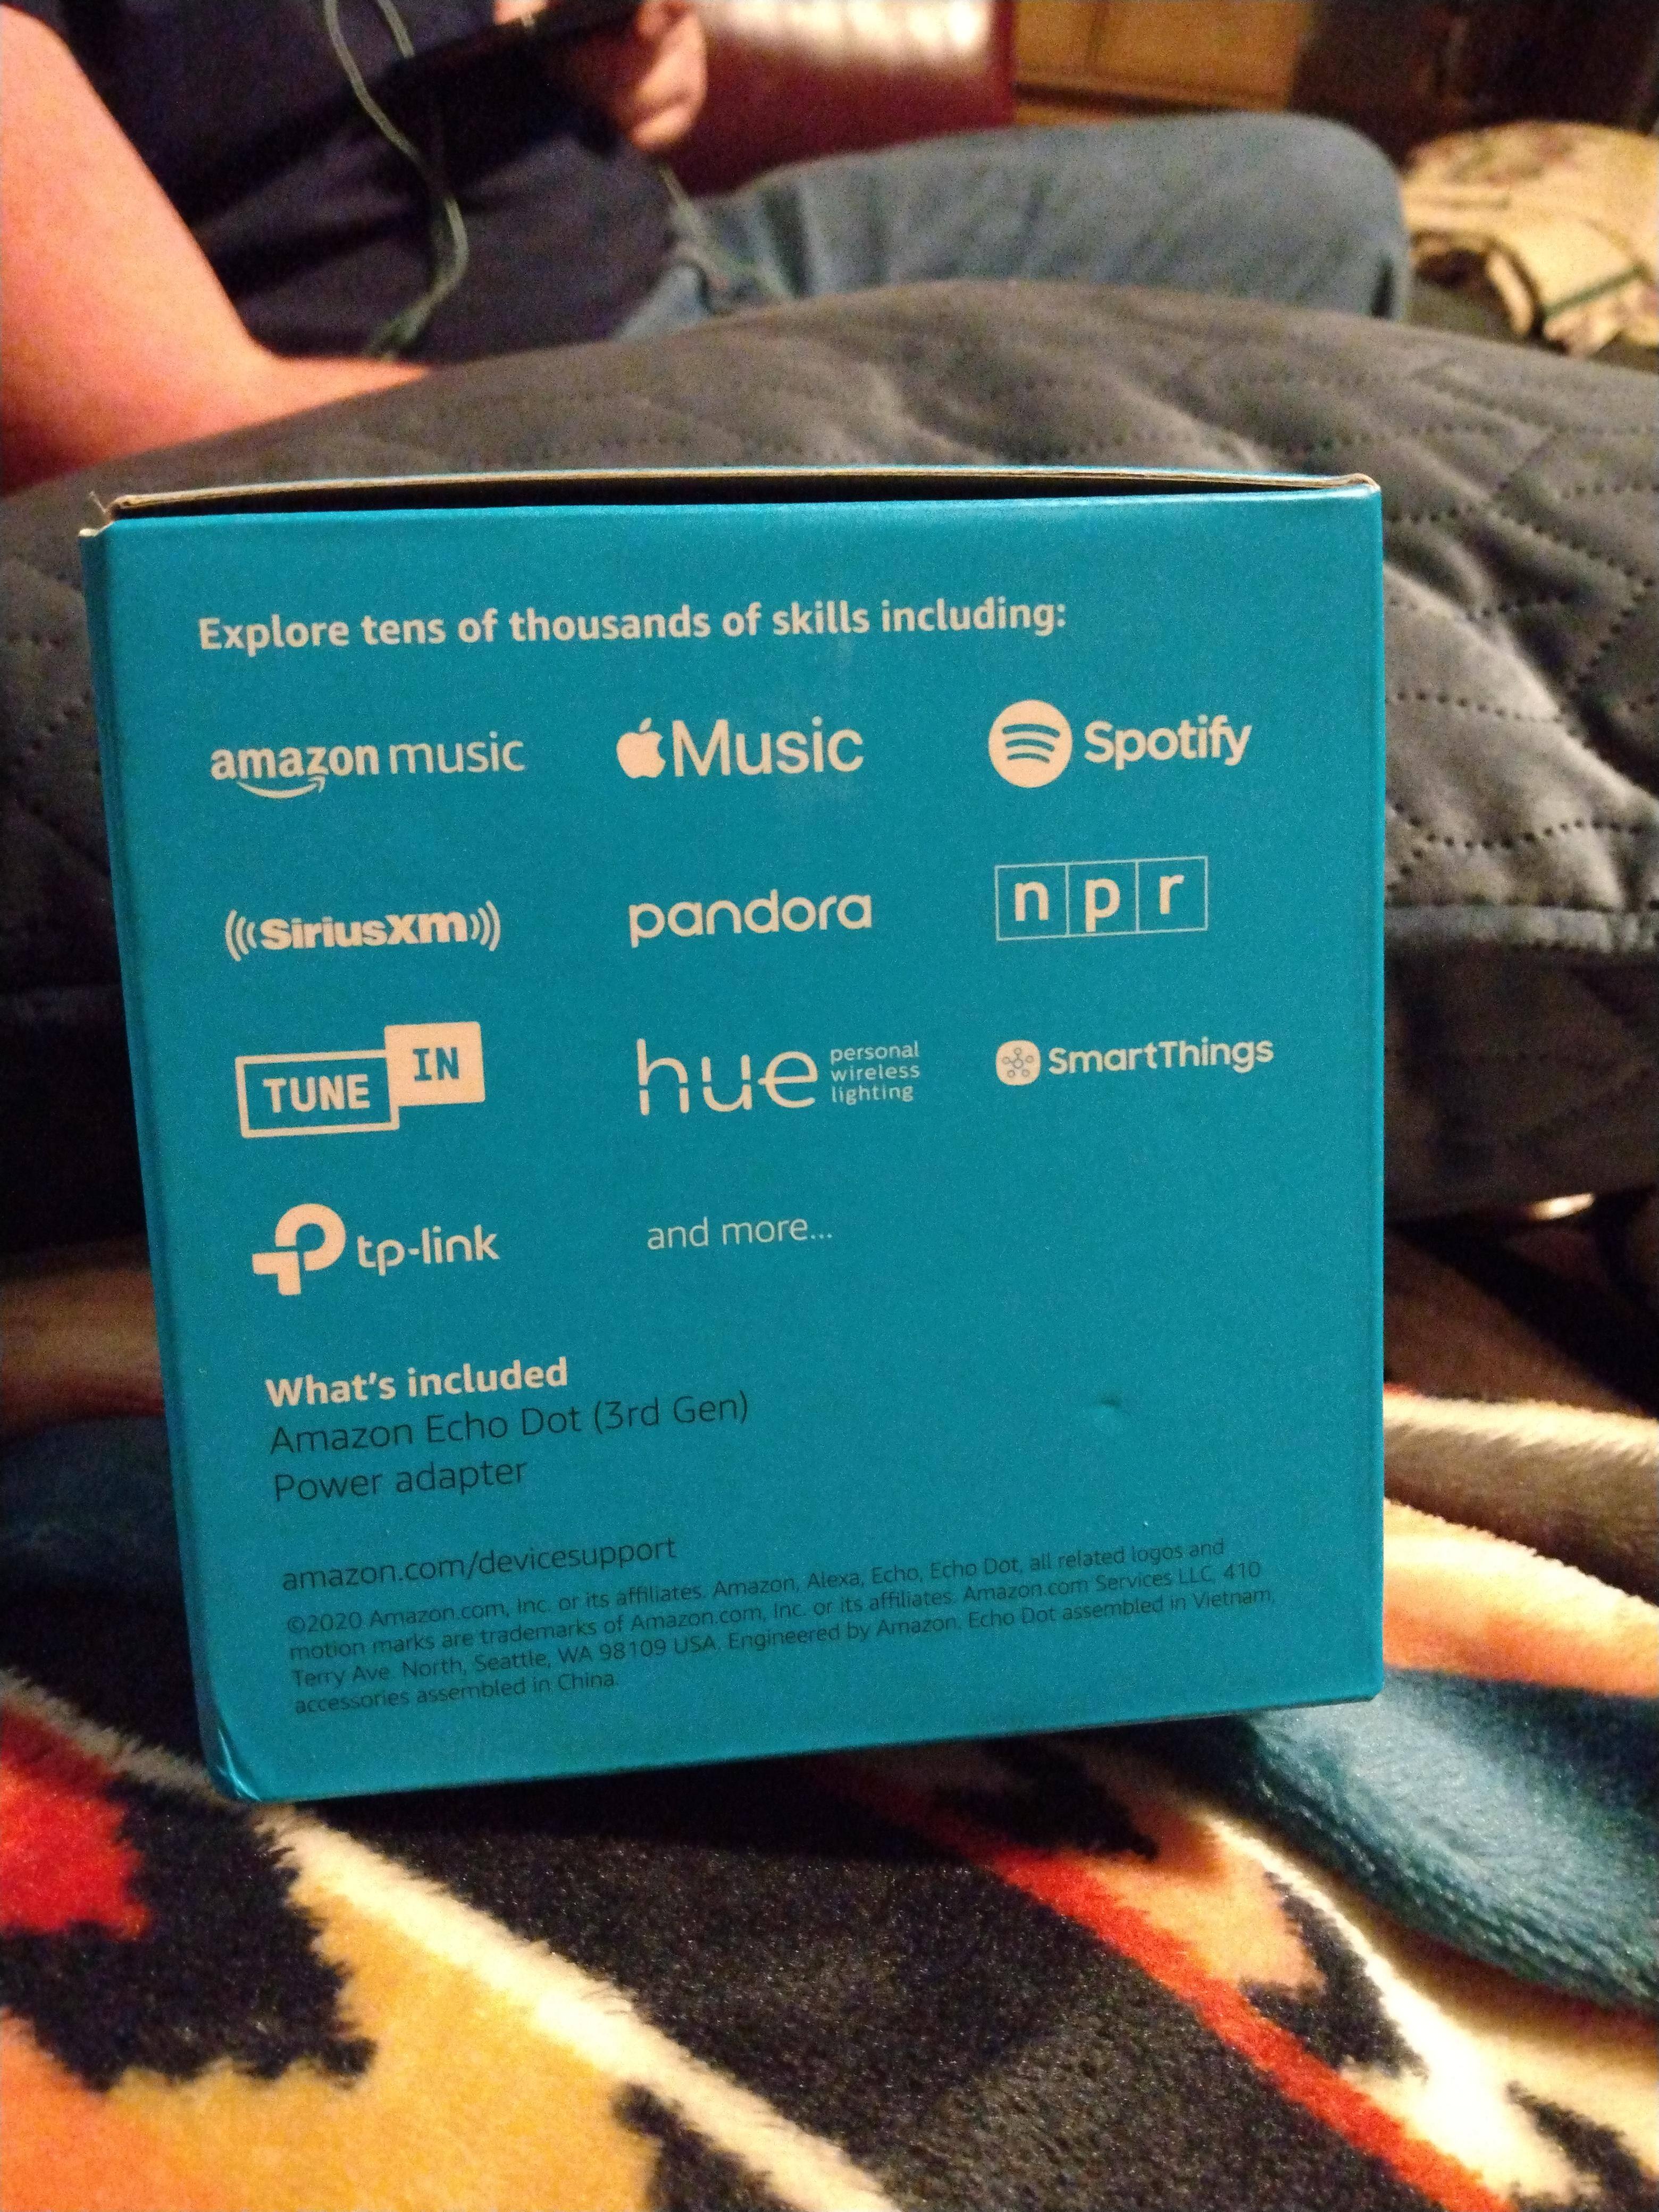 Explore tens of thousands of skills including:
amazon music
Music
Spotify
SiriusXM
pandora
npr
TUNE IN
hue personal
wireless
lighting
SmartThings
tp-link
and more...
What's included
Amazon Echo Dot (3rd Gen)
Power adapter
amazon.com/devicesupport
©2020 Amazon.com, Inc. or its affiliates. Amazon, Alexa, Echo, Echo Dot, all related logos and
motion marks are trademarks of Amazon.com, Inc. or its affiliates. Amazon.com Services LLC, 410
Terry Ave. North, Seattle, WA 98109 USA. Engineered by Amazon. Echo Dot assembled in Vietnam,
accessories assembled in China.